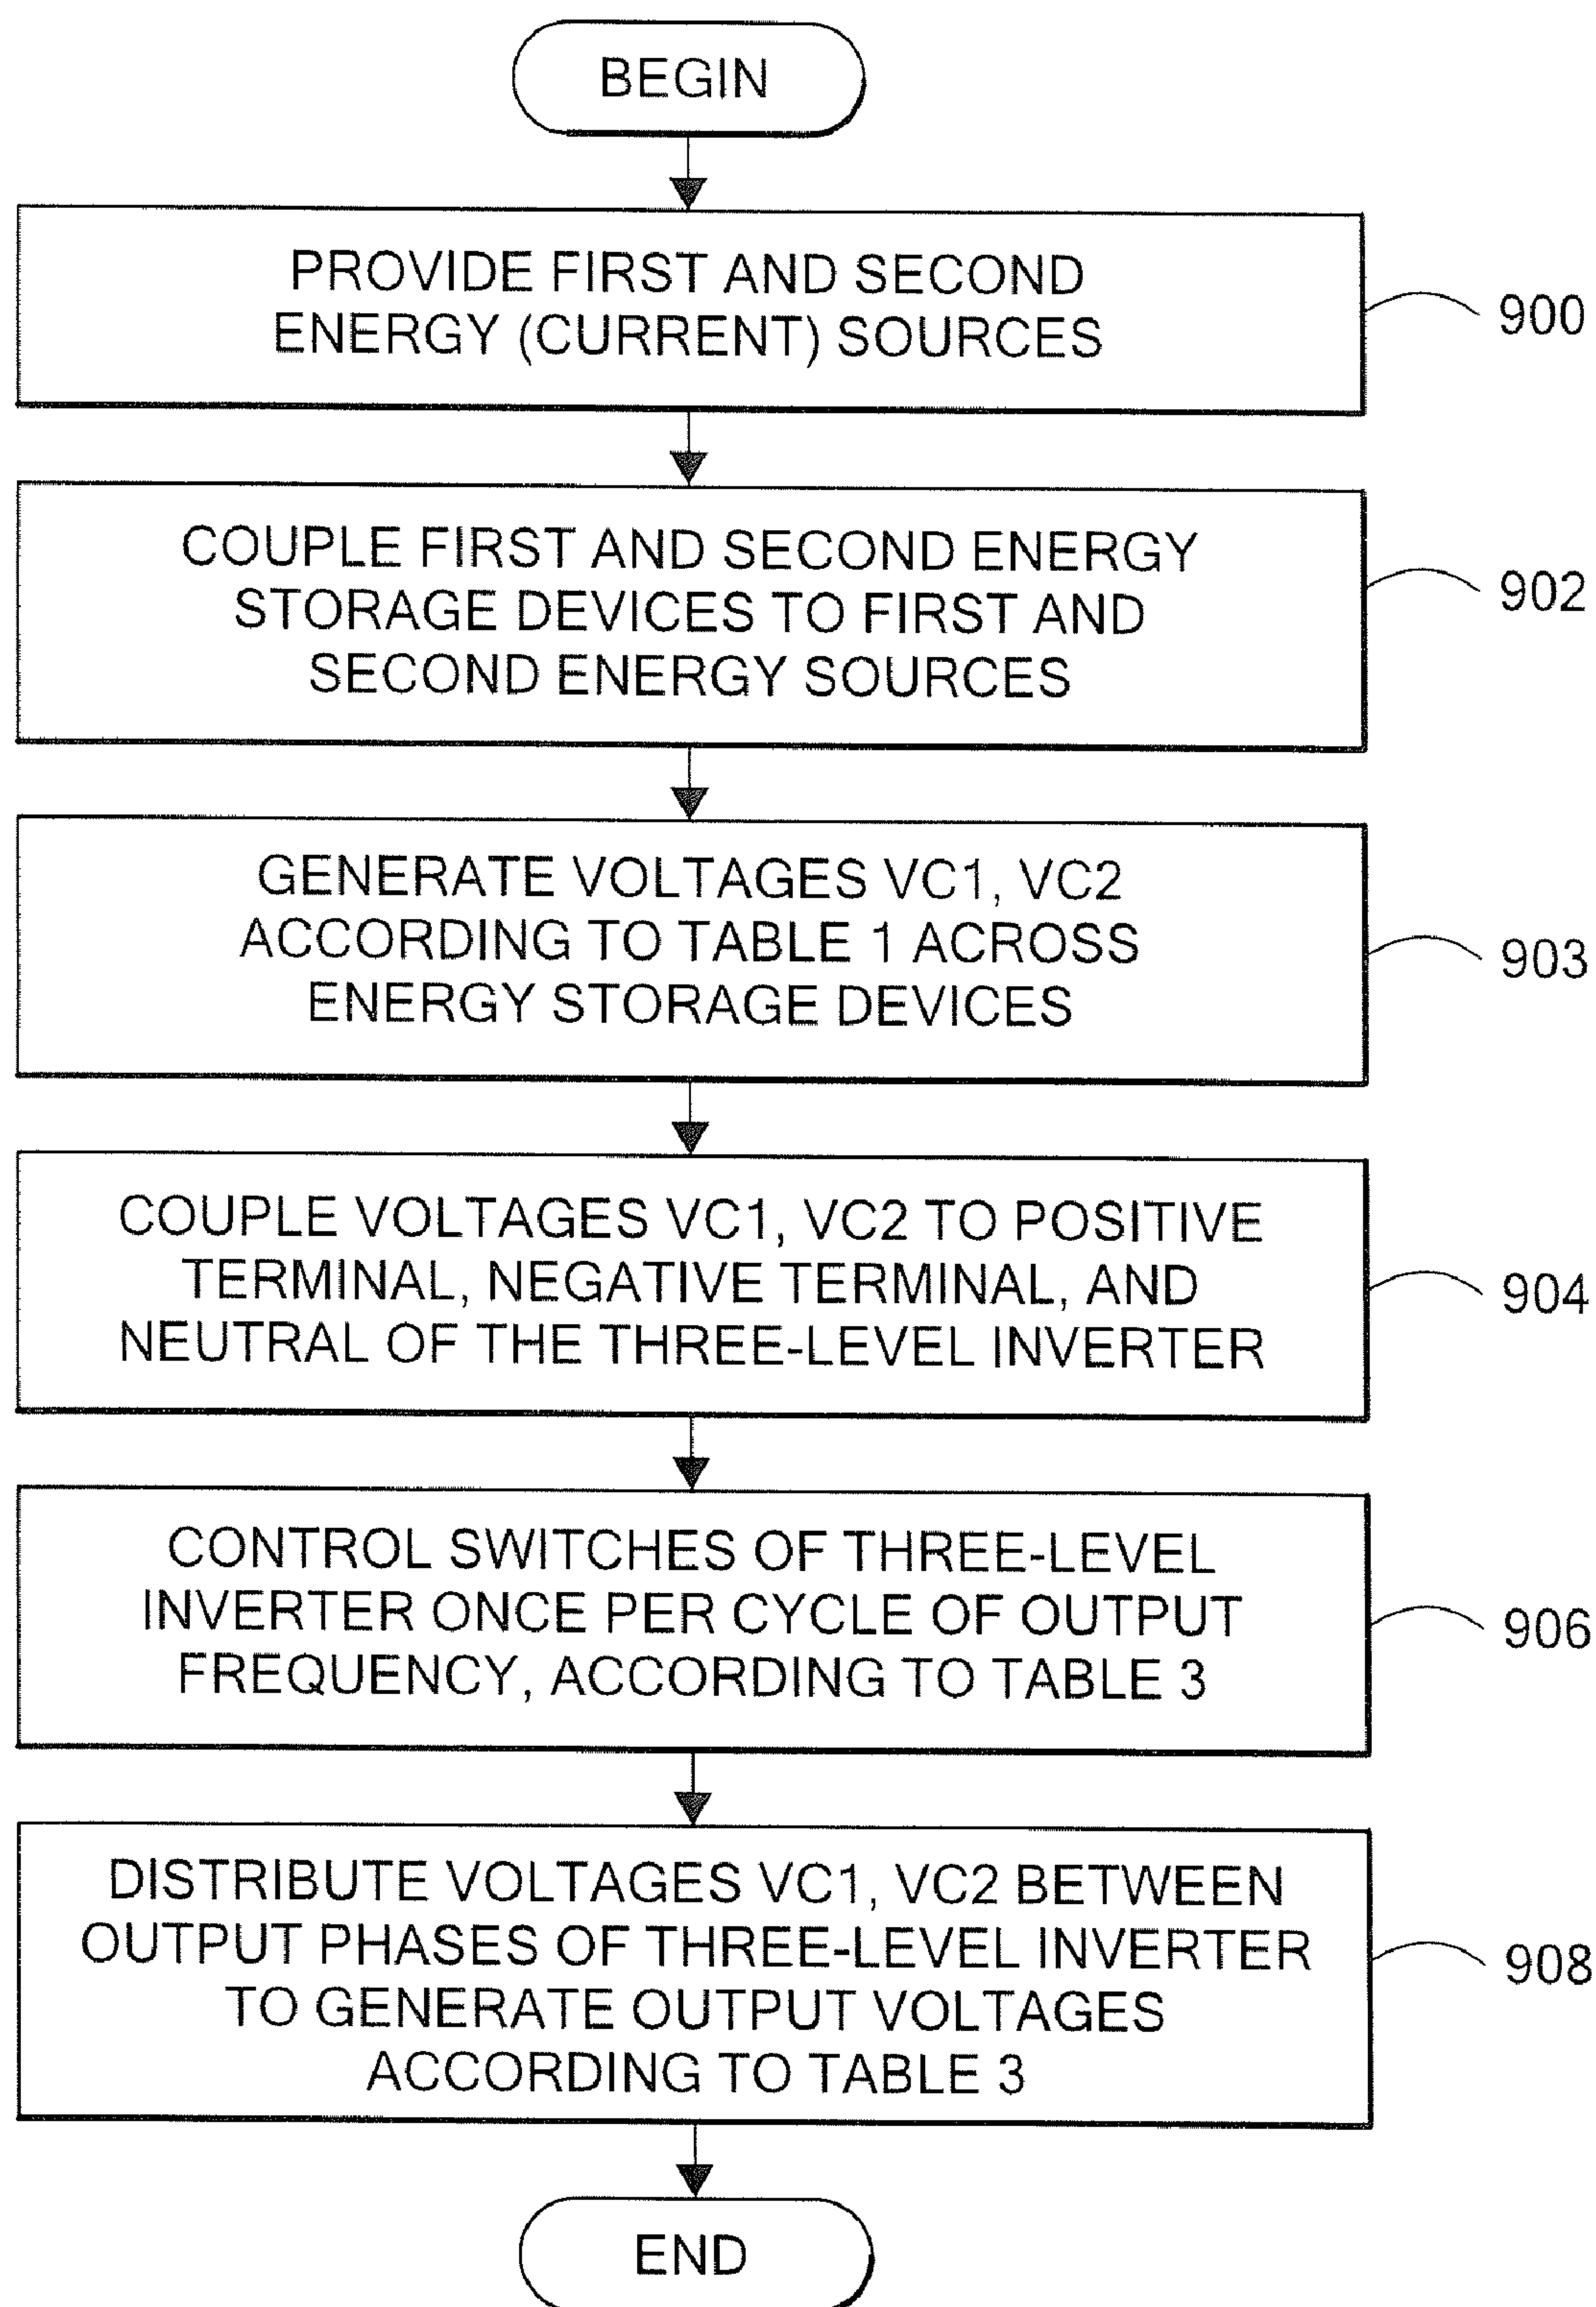 BEGIN
PROVIDE FIRST AND SECOND
ENERGY (CURRENT) SOURCES
900
COUPLE FIRST AND SECOND ENERGY
STORAGE DEVICES TO FIRST AND
SECOND ENERGY SOURCES
902
GENERATE VOLTAGES VC1, VC2
ACCORDING TO TABLE 1 ACROSS
ENERGY STORAGE DEVICES
903
COUPLE VOLTAGES VC1, VC2 TO POSITIVE
TERMINAL, NEGATIVE TERMINAL, AND
NEUTRAL OF THE THREE-LEVEL INVERTER
904
CONTROL SWITCHES OF THREE-LEVEL
INVERTER ONCE PER CYCLE OF OUTPUT
FREQUENCY, ACCORDING TO TABLE 3
906
DISTRIBUTE VOLTAGES VC1, VC2 BETWEEN
OUTPUT PHASES OF THREE-LEVEL INVERTER
TO GENERATE OUTPUT VOLTAGES
ACCORDING TO TABLE 3
908
END